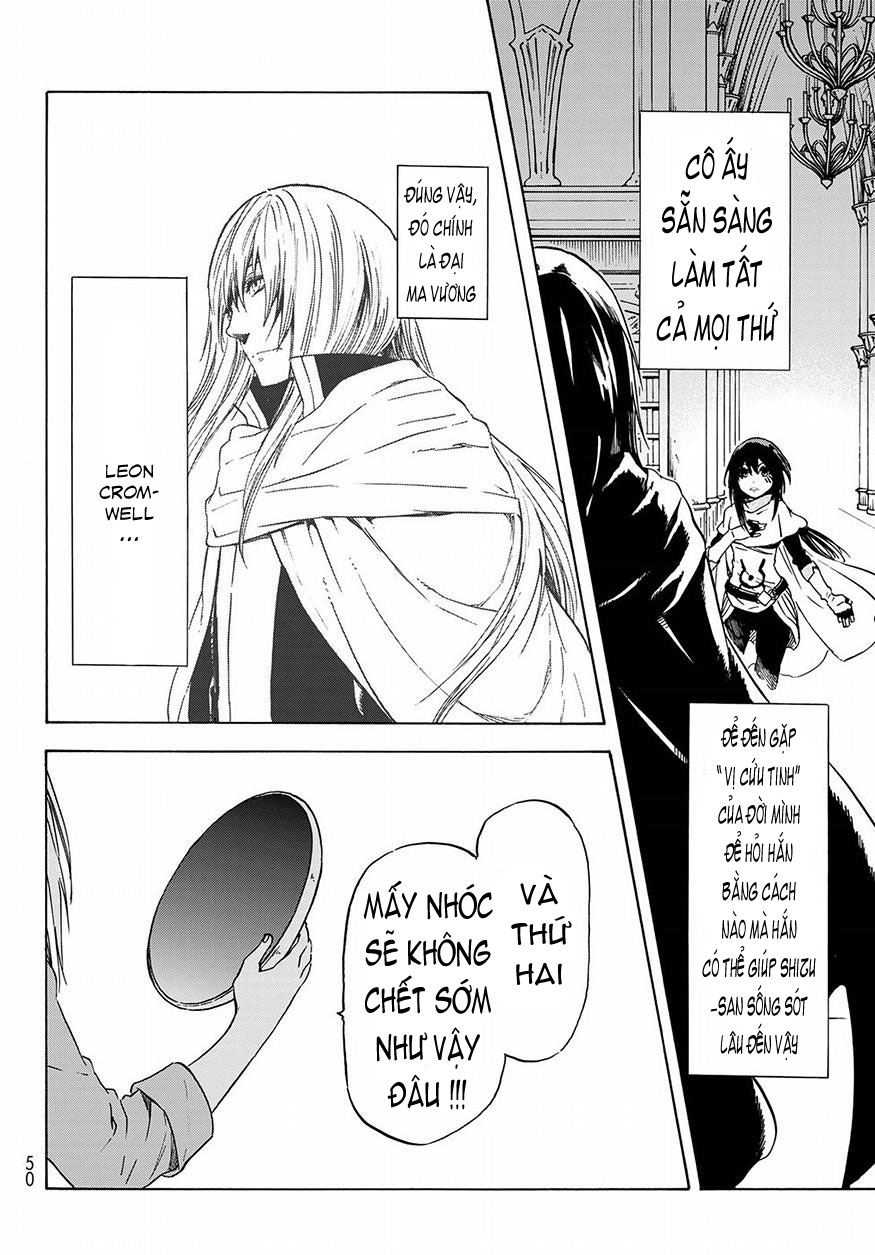 CÔ ẤY
SẴN SÀNG
LÀM TẤT
CẢ MỌI THỨ
ĐỂ ĐẾN GẶP
"VỊ CỨU TINH"
CỦA ĐỜI MÌNH
ĐỂ HỎI HẮN
BẰNG CÁCH
NÀO MÀ HẮN
CÓ THỂ GIÚP SHIZU
-SAN SỐNG SÓT
LÂU ĐẾN VẬY
ĐÚNG VẬY,
ĐÓ CHÍNH
LÀ ĐẠI
MA VƯƠNG
LEON
CROM-
WELL
...
VÀ
THỨ
HAI
MẤY NHÓC
SẼ KHÔNG
CHẾT SỚM
NHƯ VẬY
ĐÂU !!!
50